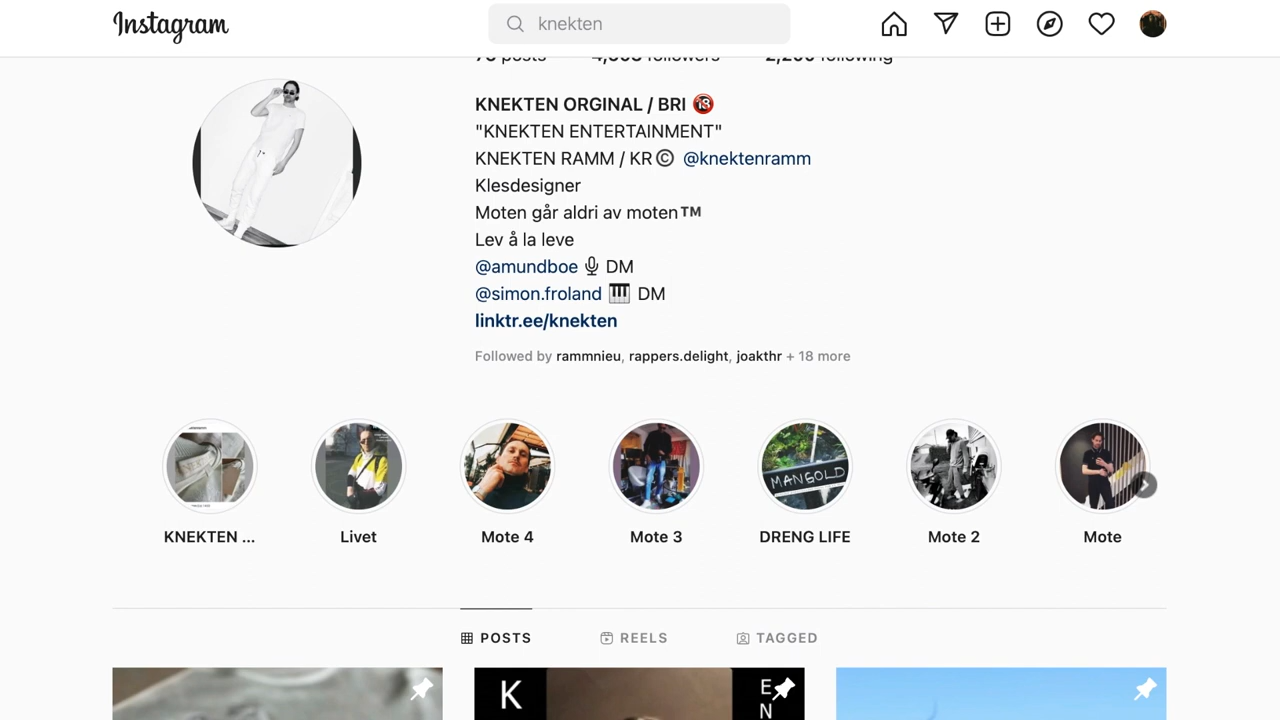 Instagram
knekten
KNEKTEN ORGINAL / BRI 🔞
"KNEKTEN ENTERTAINMENT"
KNEKTEN RAMM / KR© @knektenramm
Klesdesigner
Moten går aldri av moten™
Lev å la leve
@amundboe 🎙 DM
@simon.froland 🎹 DM
linktr.ee/knekten
Followed by rammnieu, rappers.delight, joakthr + 18 more
MANGOLD
KNEKTEN ...
Livet
Mote 4
Mote 3
DRENG LIFE
Mote 2
Mote
POSTS
REELS
TAGGED
K
E
N